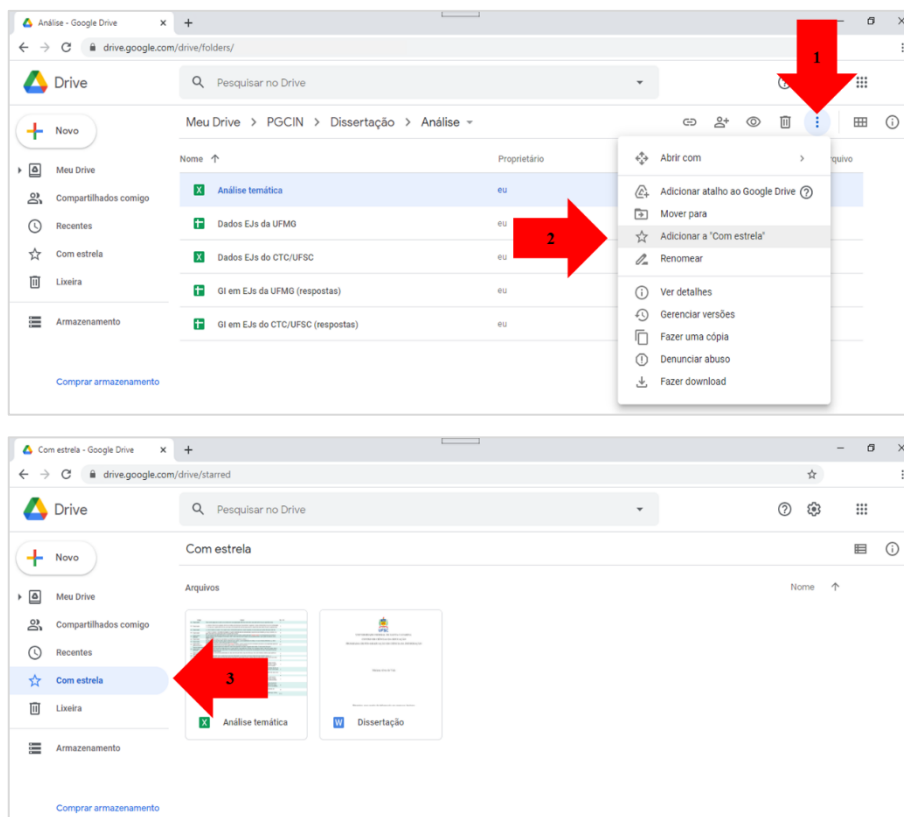 Análise - Google Drive
drive.google.com/drive/folders/
1
Drive
Pesquisar no Drive
Novo
Meu Drive > PGCIN > Dissertação > Análise
Nome
Proprietário
Abrir com
quivo
Meu Drive
Análise temática
eu
Adicionar atalho ao Google Drive
Compartilhados comigo
Mover para
Recentes
Dados EJs da UFMG
eu
2
Adicionar a "Com estrela"
Com estrela
Dados EJs do CTC/UFSC
eu
Renomear
Lixeira
GI em EJs da UFMG (respostas)
eu
Ver detalhes
Gerenciar versões
Armazenamento
GI em EJs do CTC/UFSC (respostas)
eu
Fazer uma cópia
Denunciar abuso
Comprar armazenamento
Fazer download
Com estrela - Google Drive
drive.google.com/drive/starred
Drive
Pesquisar no Drive
Novo
Com estrela
Arquivos
Nome
Meu Drive
Compartilhados comigo
Recentes
Com estrela
3
Lixeira
Análise temática
W Dissertação
Armazenamento
Comprar armazenamento